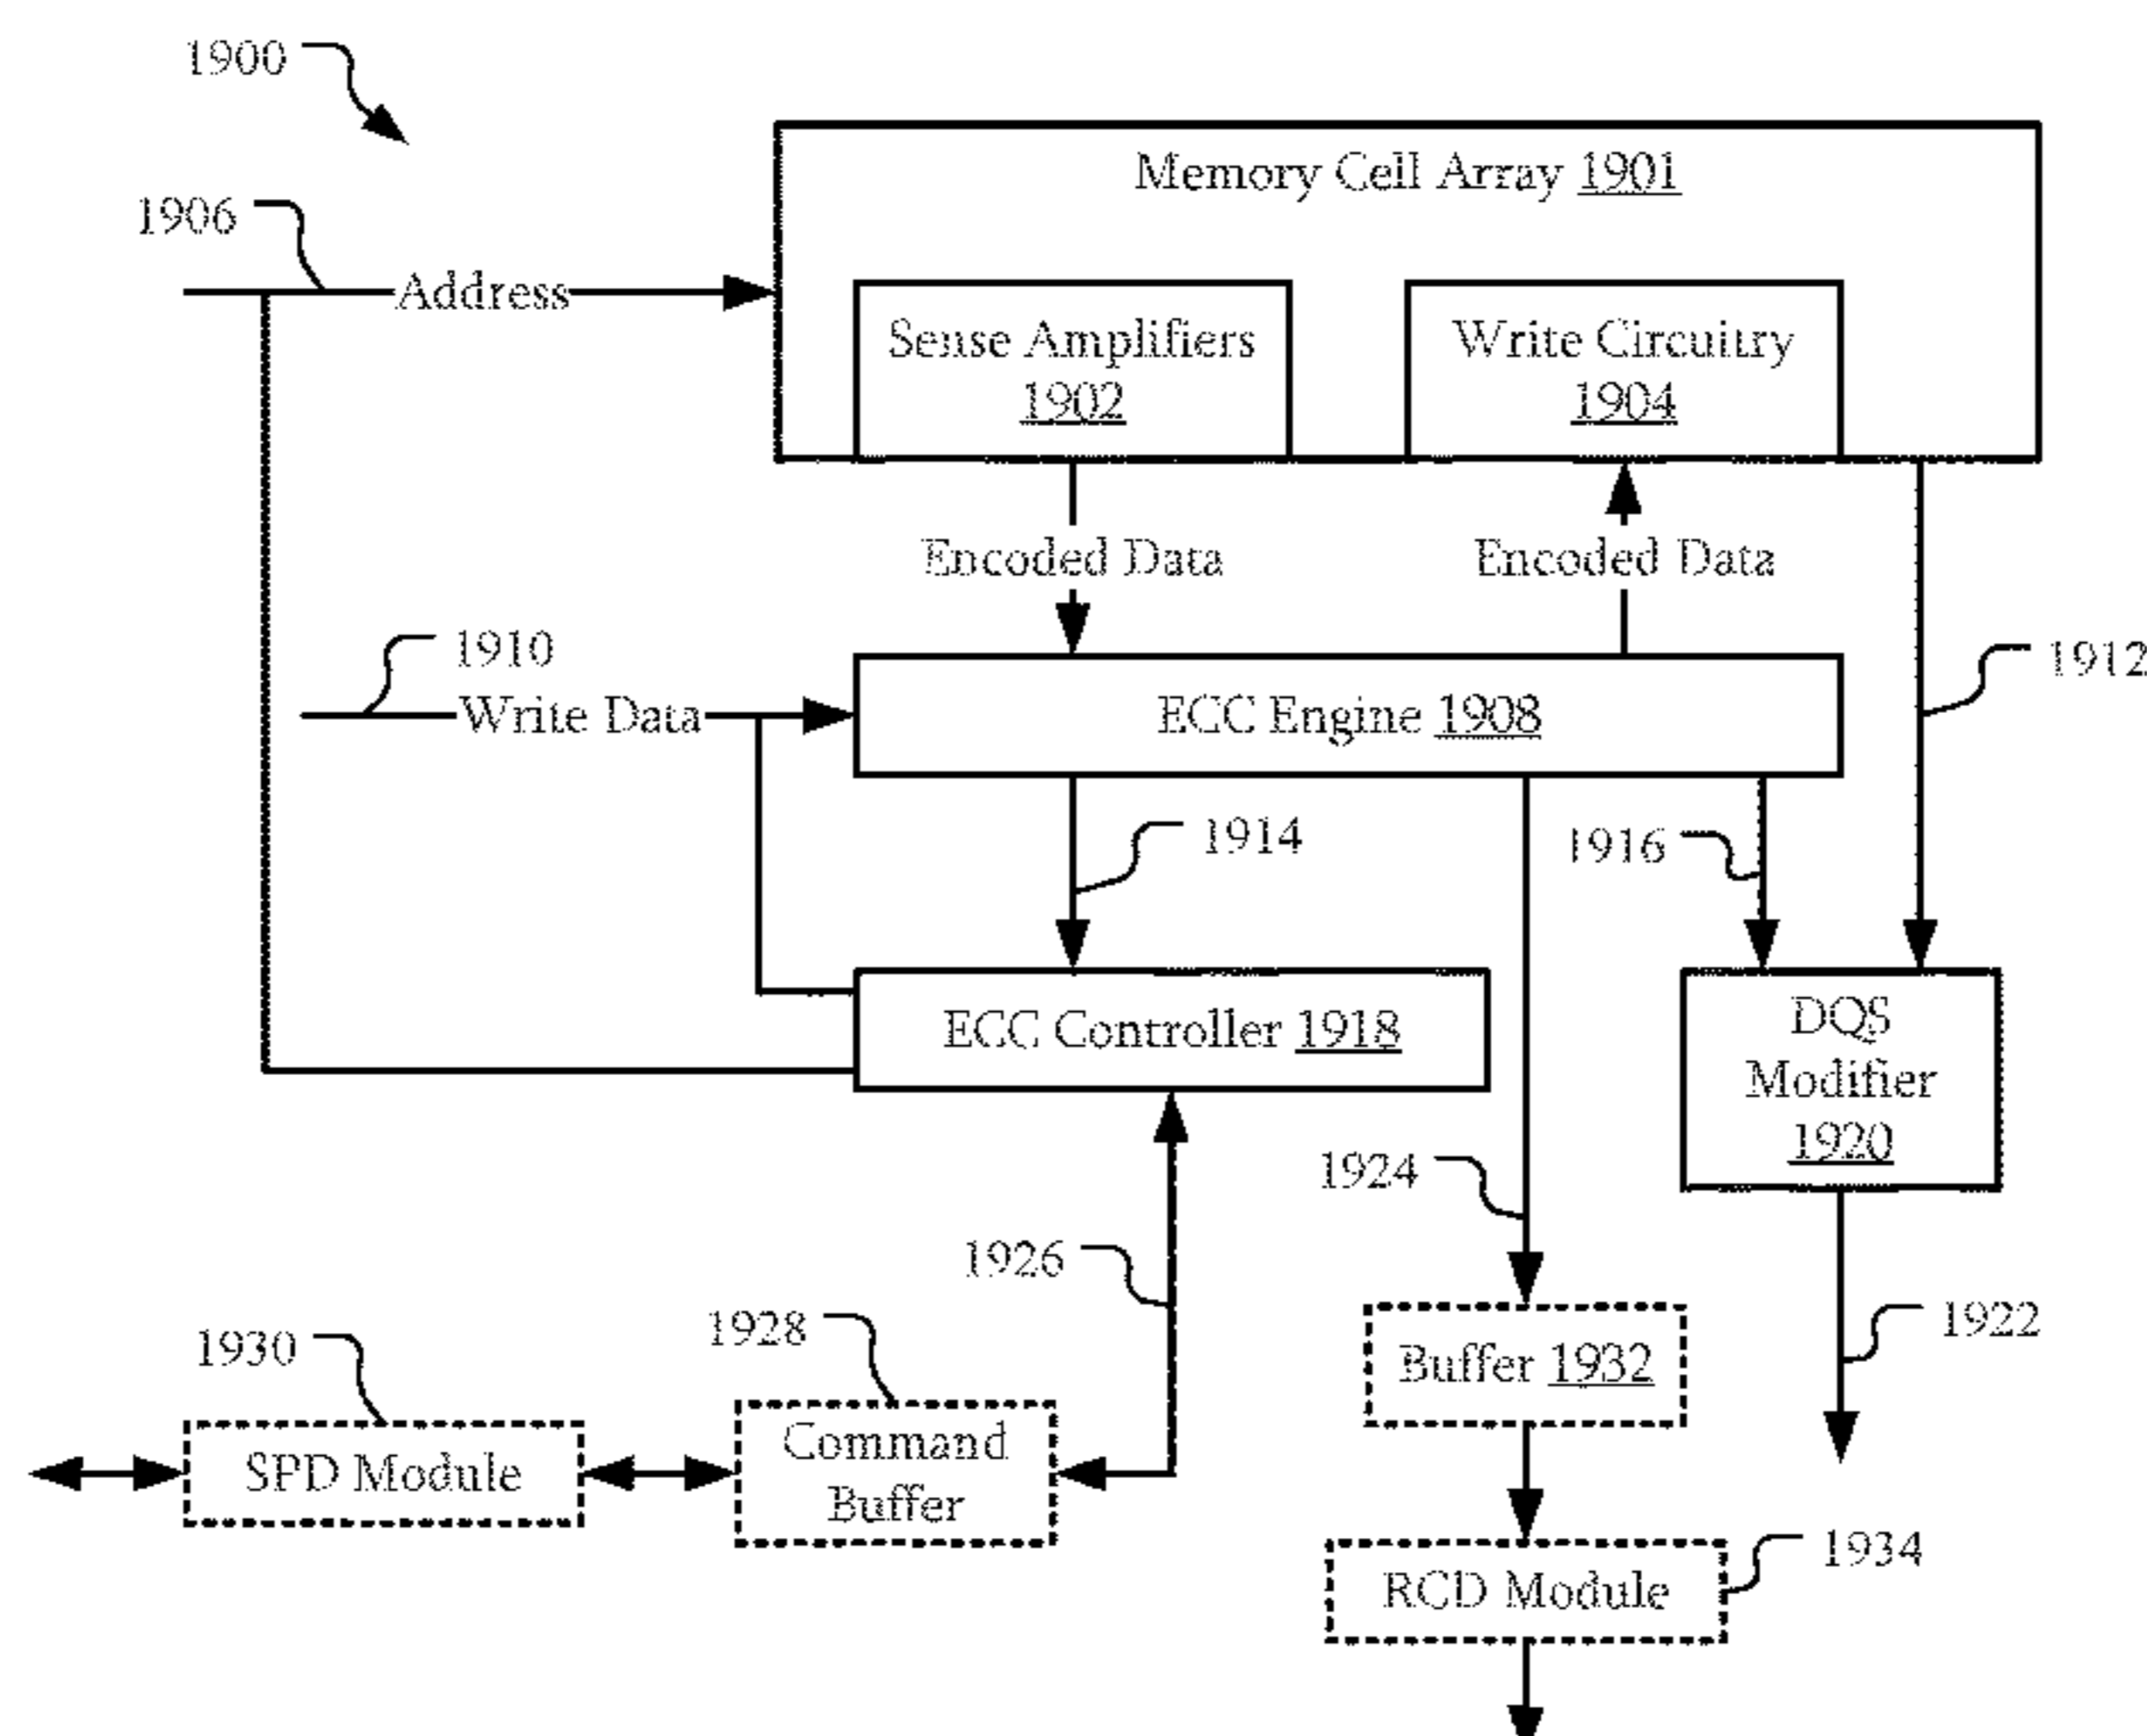 1900
Memory Cell Array 1901
1906
Address
Sense Amplifiers
1902
Write Circuitry
1904
Encoded Data
Encoded Data
1910
1912
Write Data
ECC Engine 1908
1914
1916
ECC Controller 1918
DQS
Modifier
1920
1924
1926
1928
1930
Buffer 1932
1922
SPD Module
Command
Buffer
1934
RCD Module